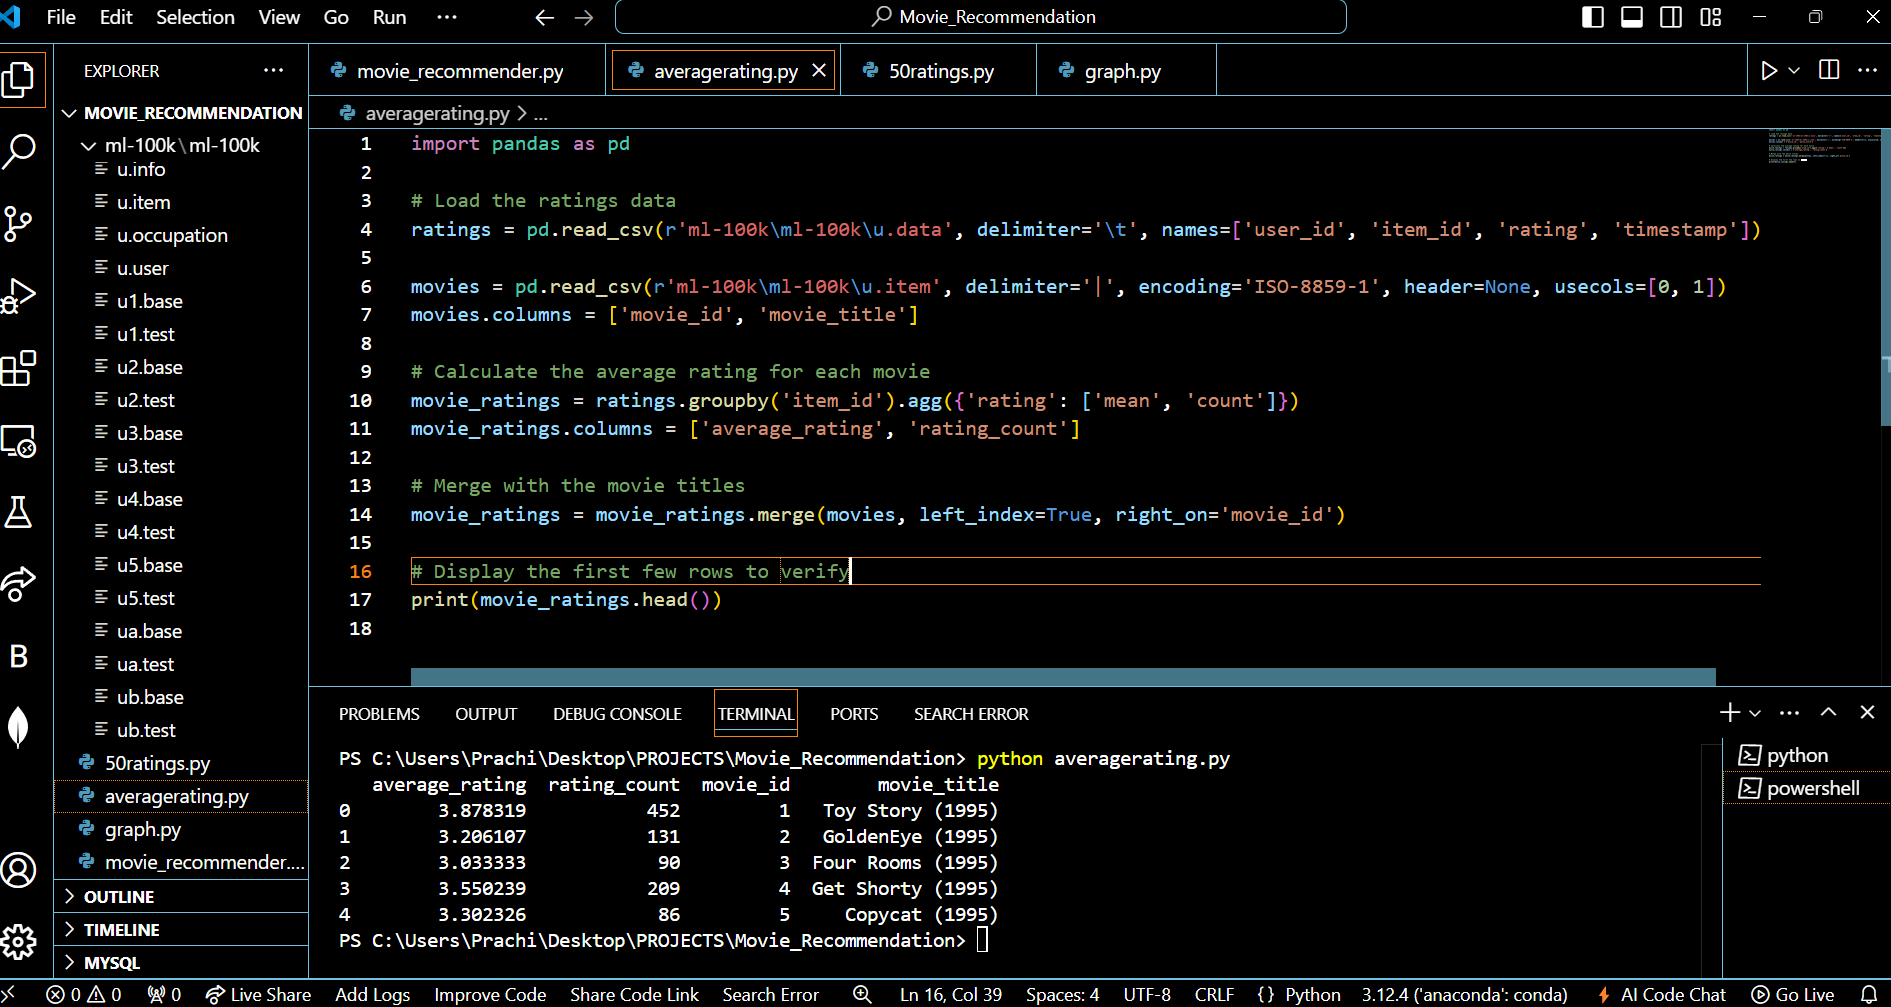 File Edit Selection View Go Run ...
Movie_Recommendation
EXPLORER ...
MOVIE_RECOMMENDATION
ml-100k\ml-100k
u.info
u.item
u.occupation
u.user
u1.base
u1.test
u2.base
u2.test
u3.base
u3.test
u4.base
u4.test
u5.base
u5.test
ua.base
ua.test
ub.base
ub.test
50ratings.py
averagerating.py
graph.py
movie_recommender....
OUTLINE
TIMELINE
MYSQL
B
movie_recommender.py averagerating.py 50ratings.py graph.py
averagerating.py > ...
1 import pandas as pd
2
3 # Load the ratings data
4 ratings = pd.read_csv(r'ml-100k\ml-100k\u.data', delimiter='\t', names=['user_id', 'item_id', 'rating', 'timestamp'])
5
6 movies = pd.read_csv(r'ml-100k\ml-100k\u.item', delimiter='|', encoding='ISO-8859-1', header=None, usecols=[0, 1])
7 movies.columns = ['movie_id', 'movie_title']
8
9 # Calculate the average rating for each movie
10 movie_ratings = ratings.groupby('item_id').agg({'rating': ['mean', 'count']})
11 movie_ratings.columns = ['average_rating', 'rating_count']
12
13 # Merge with the movie titles
14 movie_ratings = movie_ratings.merge(movies, left_index=True, right_on='movie_id')
15
16 # Display the first few rows to verify
17 print(movie_ratings.head())
18
PROBLEMS OUTPUT DEBUG CONSOLE TERMINAL PORTS SEARCH ERROR
PS C:\Users\Prachi\Desktop\PROJECTS\Movie_Recommendation> python averagerating.py
average_rating rating_count movie_id movie_title
0 3.878319 452 1 Toy Story (1995)
1 3.206107 131 2 GoldenEye (1995)
2 3.033333 90 3 Four Rooms (1995)
3 3.550239 209 4 Get Shorty (1995)
4 3.302326 86 5 Copycat (1995)
PS C:\Users\Prachi\Desktop\PROJECTS\Movie_Recommendation>
python
powershell
0 0 0 Live Share Add Logs Improve Code Share Code Link Search Error Ln 16, Col 39 Spaces: 4 UTF-8 CRLF {} Python 3.12.4 ('anaconda': conda) AI Code Chat Go Live